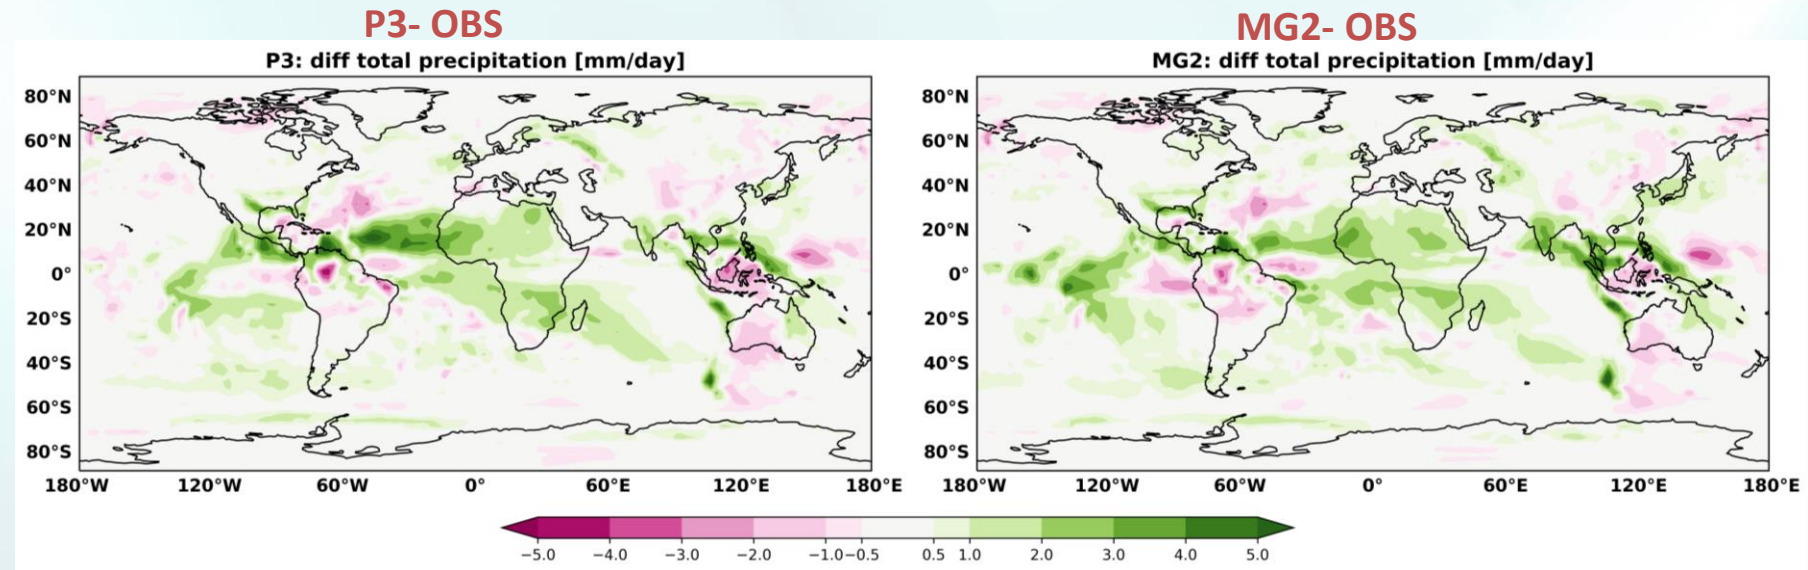 P3- OBS
MG2- OBS
P3: diff total precipitation [mm/day]
MG2: diff total precipitation [mm/day]
80°N
60°N
40°N
20°N
0°
20°S
40°S
60°S
80°S
180°W 120°W 60°W 0° 60°E 120°E 180°E
80°N
60°N
40°N
20°N
0°
20°S
40°S
60°S
80°S
180°W 120°W 60°W 0° 60°E 120°E 180°E
−5.0 −4.0 −3.0 −2.0 −1.0 −0.5 0.5 1.0 2.0 3.0 4.0 5.0